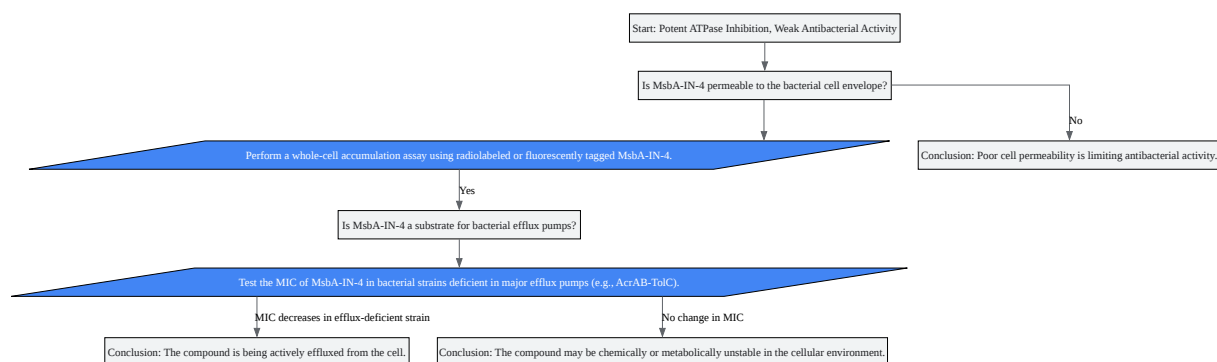 Start: Potent ATPase Inhibition, Weak Antibacterial Activity
Is MsbA-IN-4 permeable to the bacterial cell envelope?
No
Perform a whole-cell accumulation assay using radiolabeled or fluorescently tagged MsbA-IN-4.
Conclusion: Poor cell permeability is limiting antibacterial activity.
Yes
Is MsbA-IN-4 a substrate for bacterial efflux pumps?
Test the MIC of MsbA-IN-4 in bacterial strains deficient in major efflux pumps (e.g., AcrAB-TolC).
MIC decreases in efflux-deficient strain
No change in MIC
Conclusion: The compound is being actively effluxed from the cell.
Conclusion: The compound may be chemically or metabolically unstable in the cellular environment.